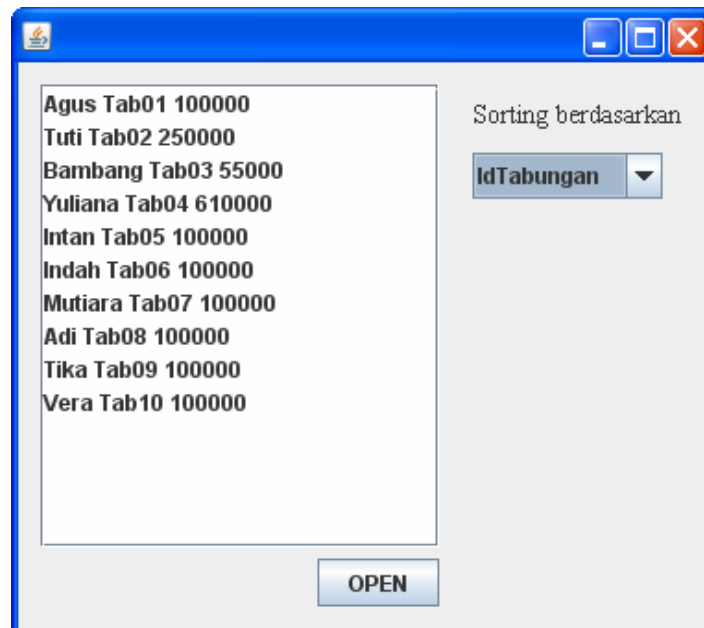 Agus Tab01 100000
Tuti Tab02 250000
Bambang Tab03 55000
Yuliana Tab04 610000
Intan Tab05 100000
Indah Tab06 100000
Mutiara Tab07 100000
Adi Tab08 100000
Tika Tab09 100000
Vera Tab10 100000
Sorting berdasarkan
IdTabungan
OPEN